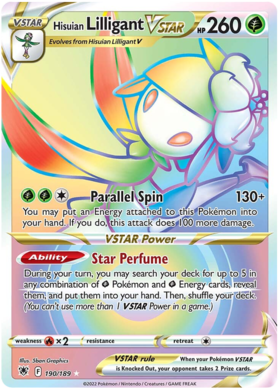 VSTAR Hisuian Lilligant VSTAR HP 260
Evolves from Hisuian Lilligant V
Parallel Spin 130+
You may put an Energy attached to this Pokémon into
your hand. If you do, this attack does 100 more damage.
VSTAR Power
Ability Star Perfume
During your turn, you may search your deck for up to 5 in
any combination of Pokémon and Energy cards, reveal
them, and put them into your hand. Then, shuffle your deck.
(You can't use more than 1 VSTAR Power in a game.)
weakness ×2 resistance retreat
Illus. 5ban Graphics
VSTAR rule When your Pokémon VSTAR
is Knocked Out, your opponent takes 2 Prize cards.
F 190/189
©2022 Pokémon / Nintendo / Creatures / GAME FREAK